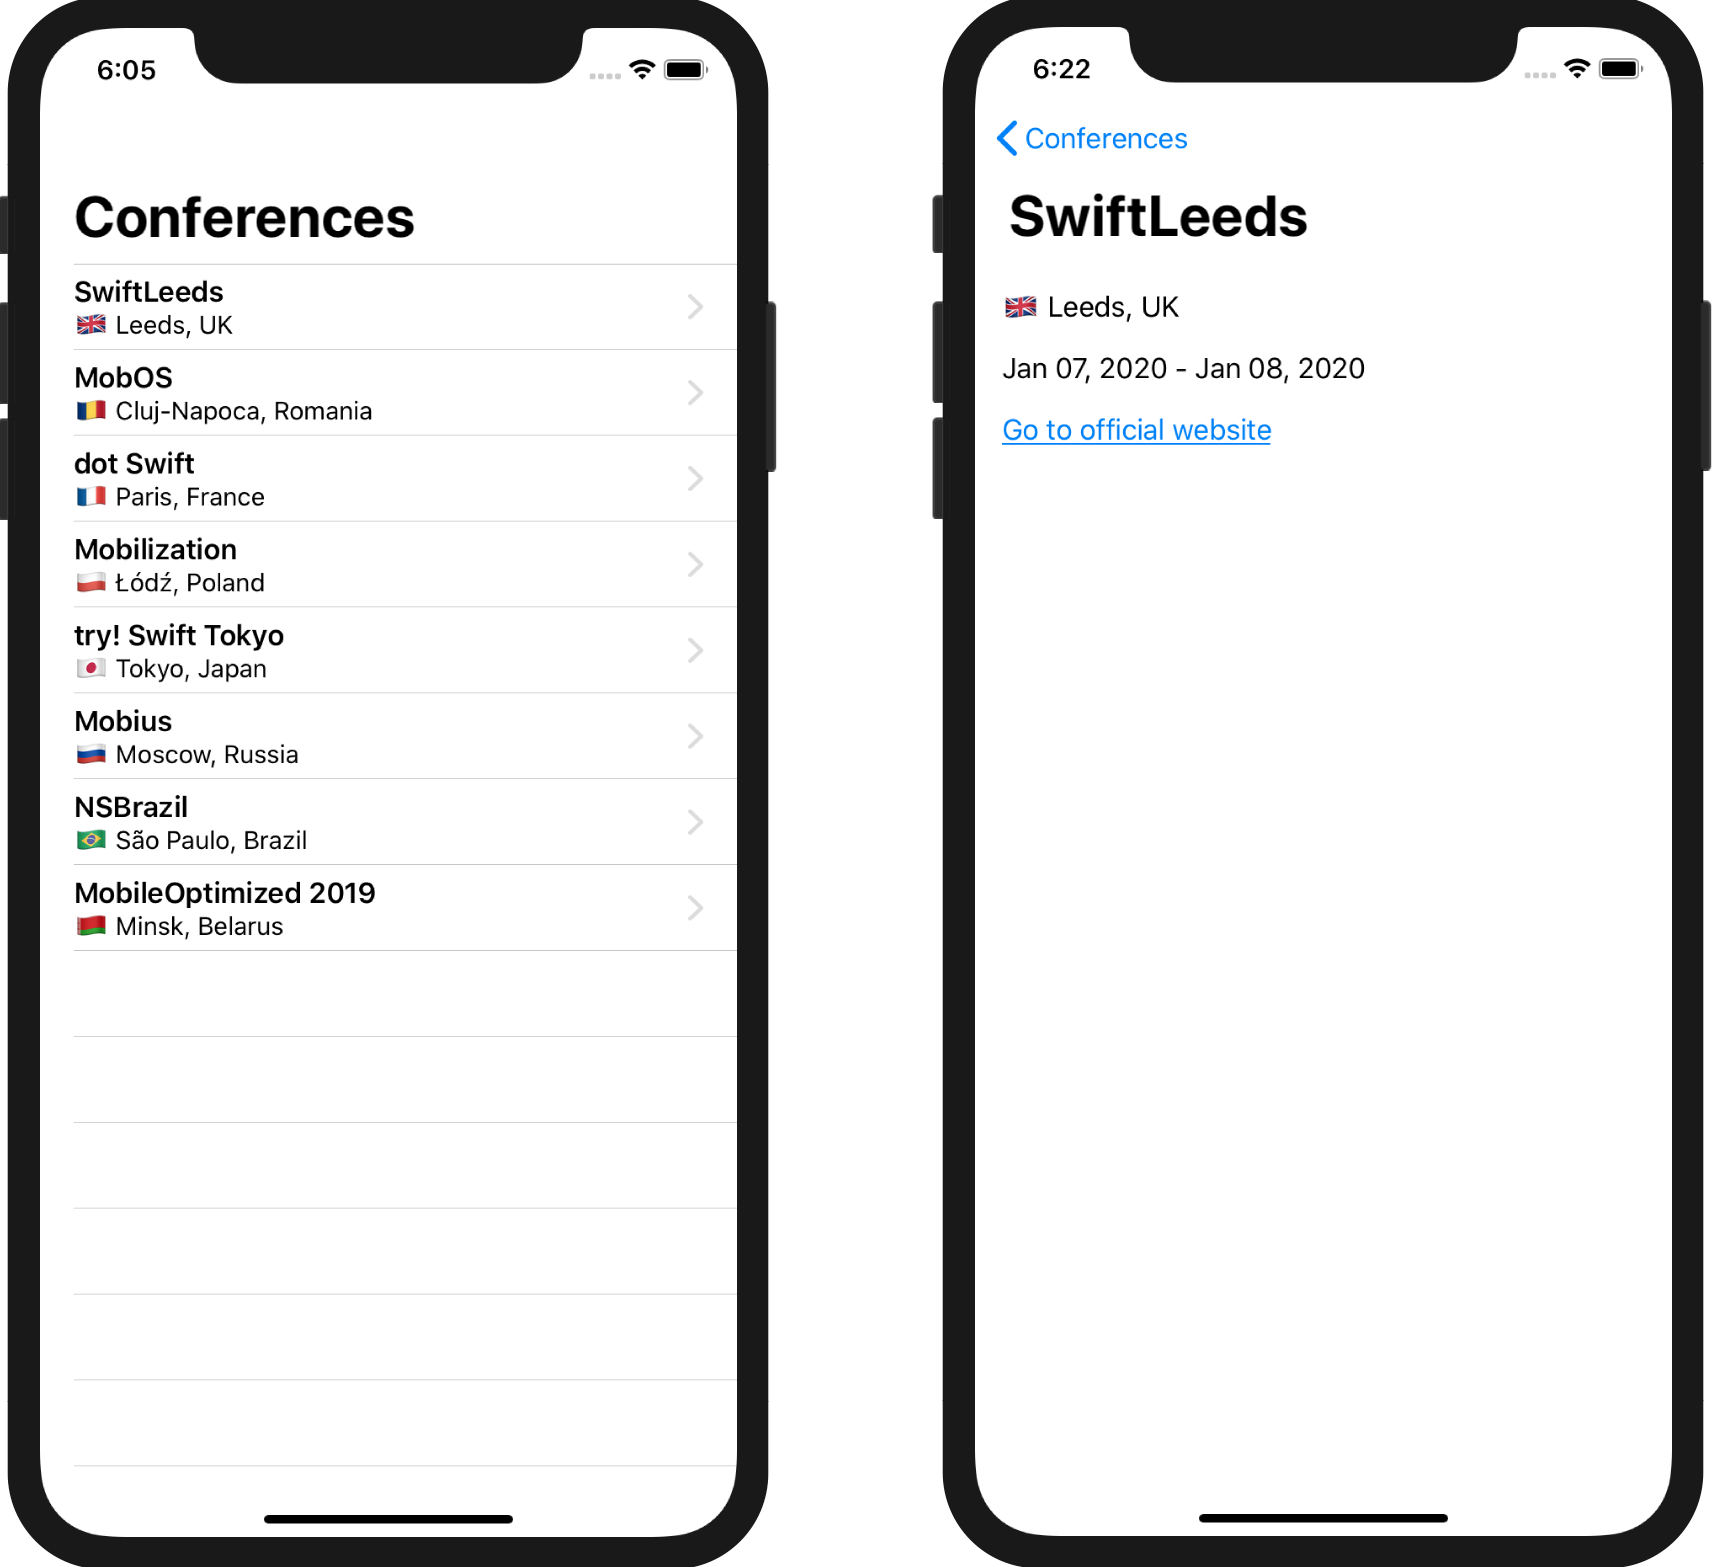 6:05
Conferences
SwiftLeeds
🇬🇧 Leeds, UK
MobOS
🇷🇴 Cluj-Napoca, Romania
dot Swift
🇫🇷 Paris, France
Mobilization
🇵🇱 Łódź, Poland
try! Swift Tokyo
🇯🇵 Tokyo, Japan
Mobius
🇷🇺 Moscow, Russia
NSBrazil
🇧🇷 São Paulo, Brazil
MobileOptimized 2019
🇧🇾 Minsk, Belarus
6:22
Conferences
SwiftLeeds
🇬🇧 Leeds, UK
Jan 07, 2020 - Jan 08, 2020
Go to official website